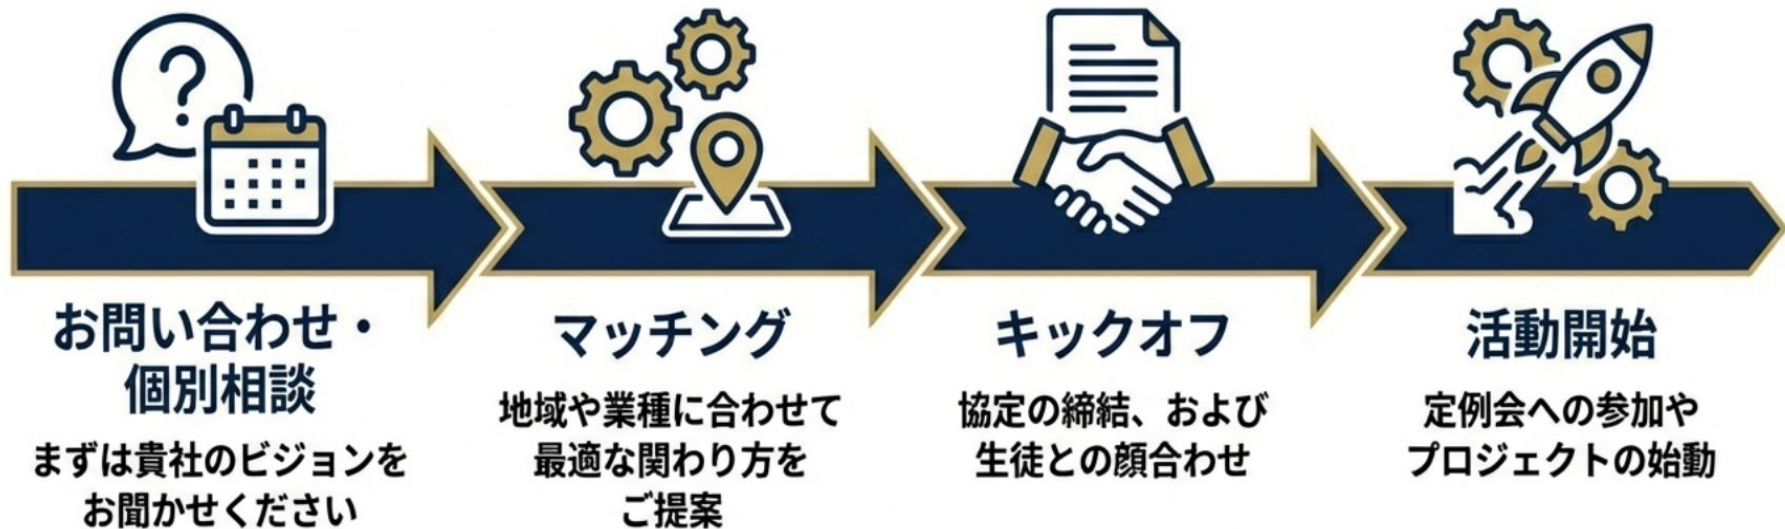 お問い合わせ・
個別相談
まずは貴社のビジョンを
お聞かせください
マッチング
地域や業種に合わせて
最適な関わり方を
ご提案
キックオフ
協定の締結、および
生徒との顔合わせ
活動開始
定例会への参加や
プロジェクトの始動